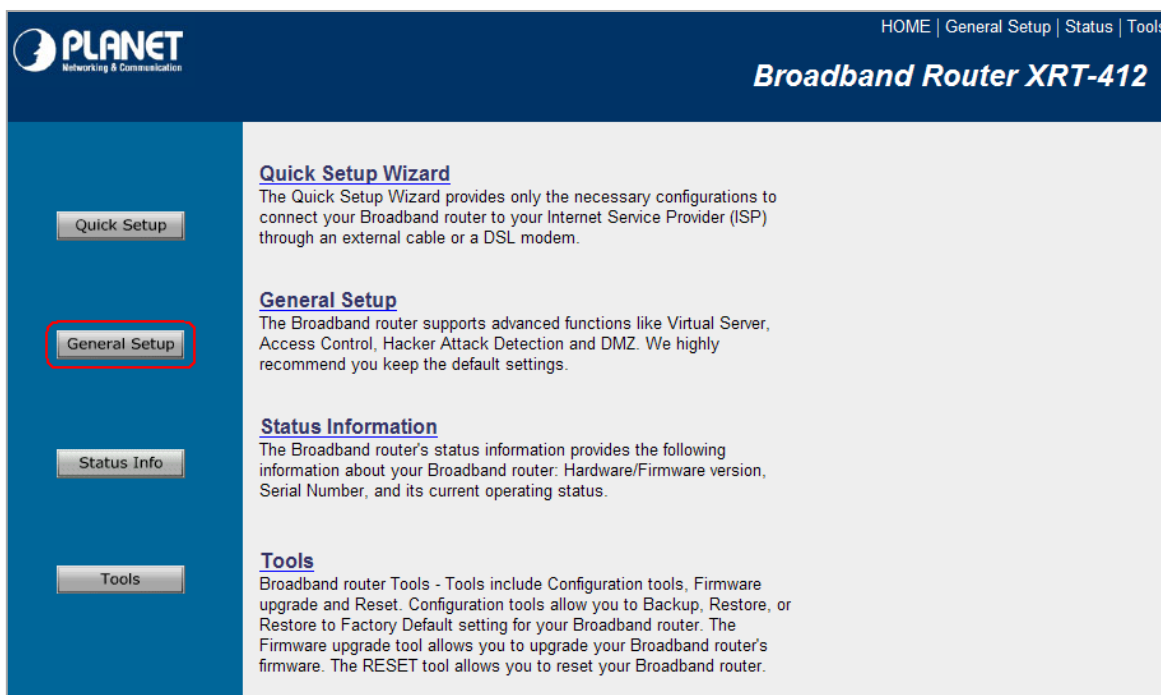 PLANET
Networking & Communication
HOME | General Setup | Status | Tools
Broadband Router XRT-412
Quick Setup
Quick Setup Wizard
The Quick Setup Wizard provides only the necessary configurations to
connect your Broadband router to your Internet Service Provider (ISP)
through an external cable or a DSL modem.
General Setup
General Setup
The Broadband router supports advanced functions like Virtual Server,
Access Control, Hacker Attack Detection and DMZ. We highly
recommend you keep the default settings.
Status Info
Status Information
The Broadband router's status information provides the following
information about your Broadband router: Hardware/Firmware version,
Serial Number, and its current operating status.
Tools
Tools
Broadband router Tools - Tools include Configuration tools, Firmware
upgrade and Reset. Configuration tools allow you to Backup, Restore, or
Restore to Factory Default setting for your Broadband router. The
Firmware upgrade tool allows you to upgrade your Broadband router's
firmware. The RESET tool allows you to reset your Broadband router.